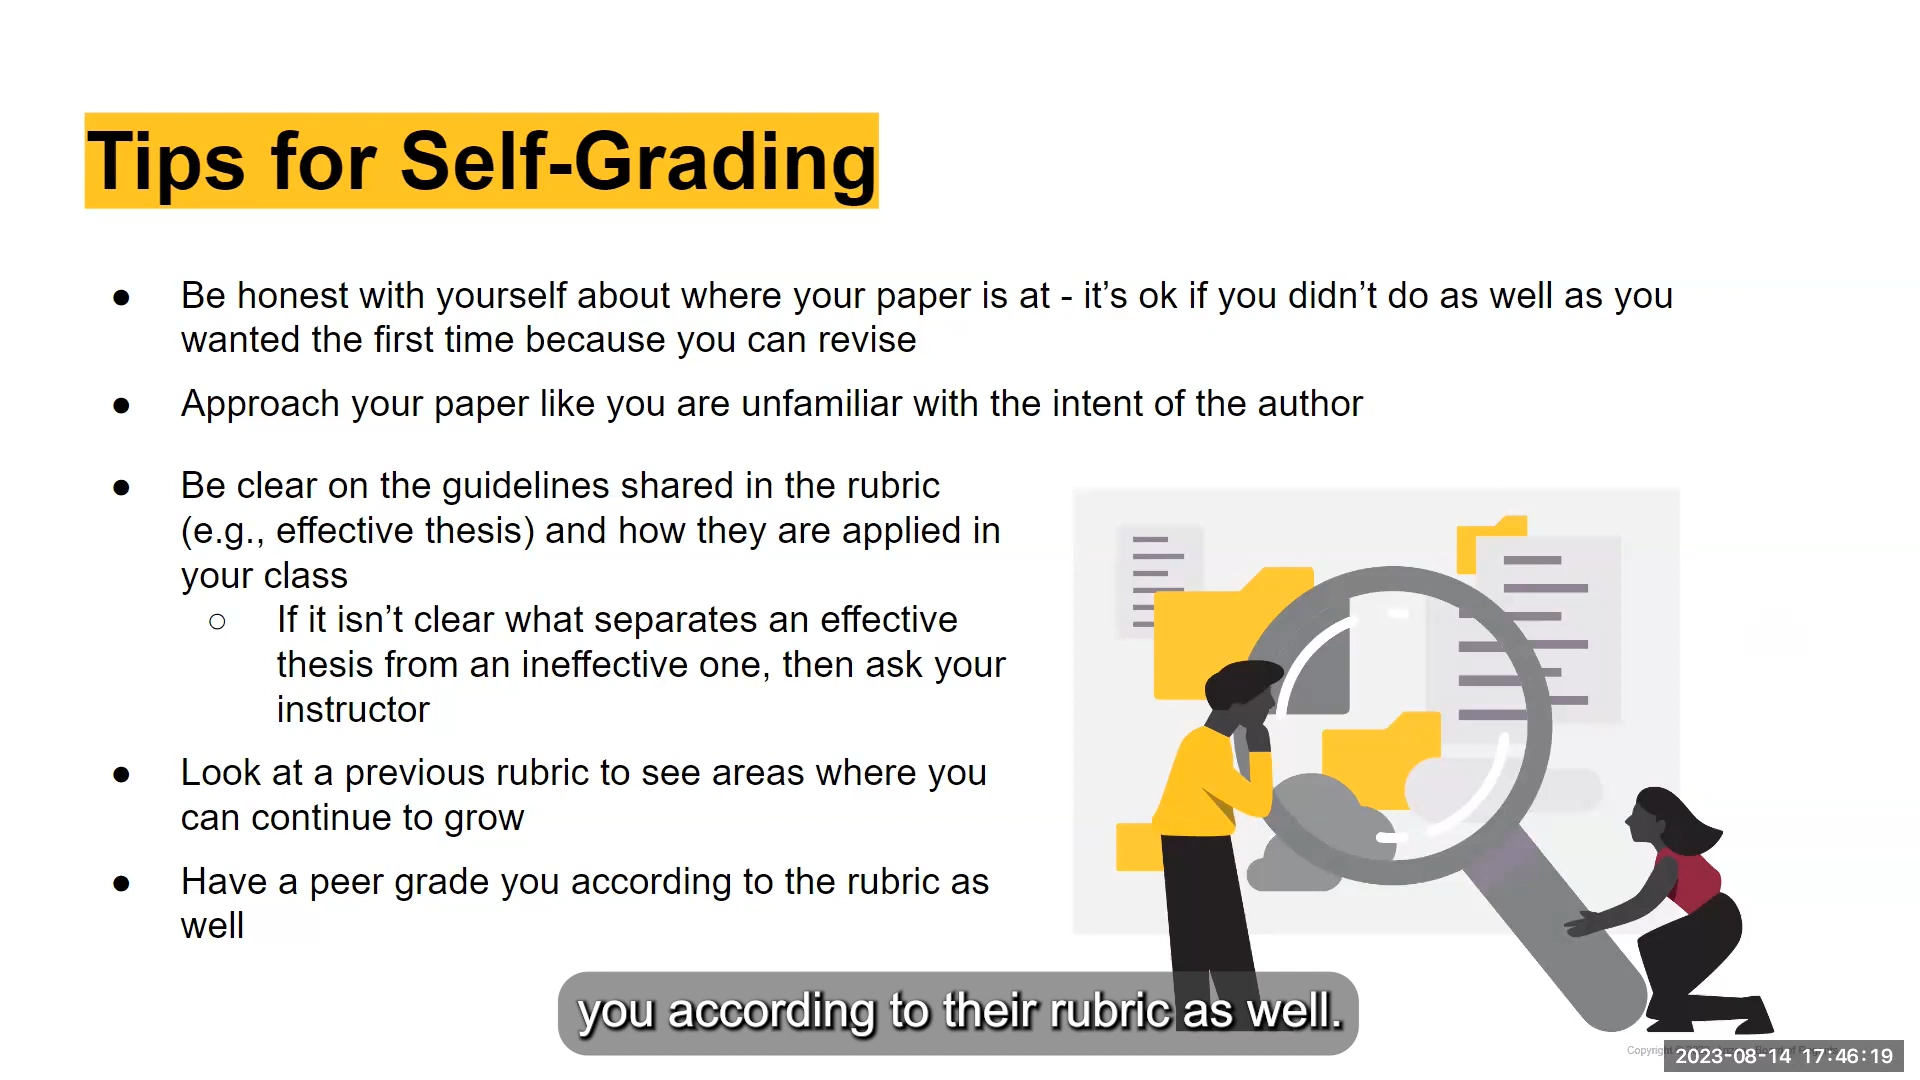 Tips for Self-Grading
● Be honest with yourself about where your paper is at - it’s ok if you didn’t do as well as you
wanted the first time because you can revise
● Approach your paper like you are unfamiliar with the intent of the author
● Be clear on the guidelines shared in the rubric
(e.g., effective thesis) and how they are applied in
your class
○ If it isn’t clear what separates an effective
thesis from an ineffective one, then ask your
instructor
● Look at a previous rubric to see areas where you
can continue to grow
● Have a peer grade you according to the rubric as
well
you according to their rubric as well.
Copyright
2023-08-14 17:46:19